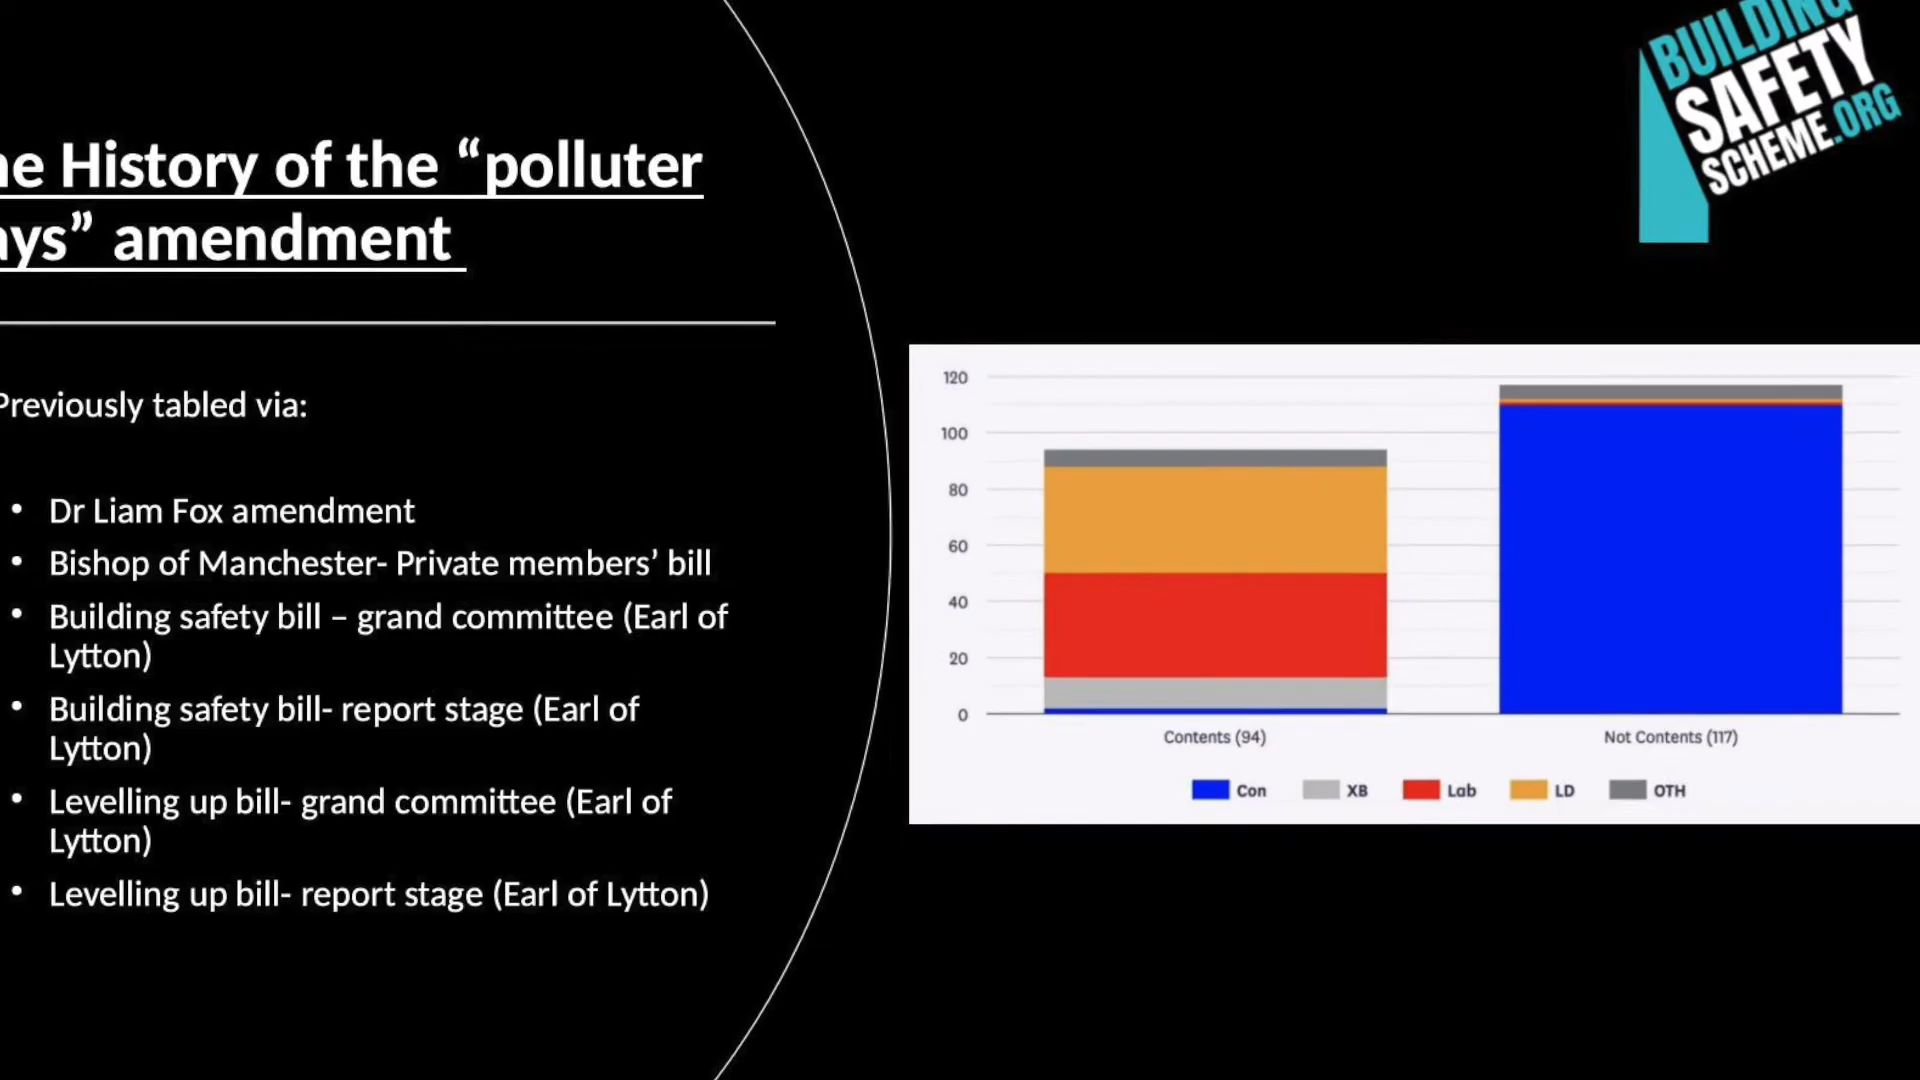 he History of the “polluter
ays” amendment
Previously tabled via:
• Dr Liam Fox amendment
• Bishop of Manchester- Private members’ bill
• Building safety bill – grand committee (Earl of
Lytton)
• Building safety bill- report stage (Earl of
Lytton)
• Levelling up bill- grand committee (Earl of
Lytton)
• Levelling up bill- report stage (Earl of Lytton)
BUILDING
SAFETY
SCHEME.ORG
120
100
80
60
40
20
0
Contents (94) Not Contents (117)
Con XB Lab LD OTH